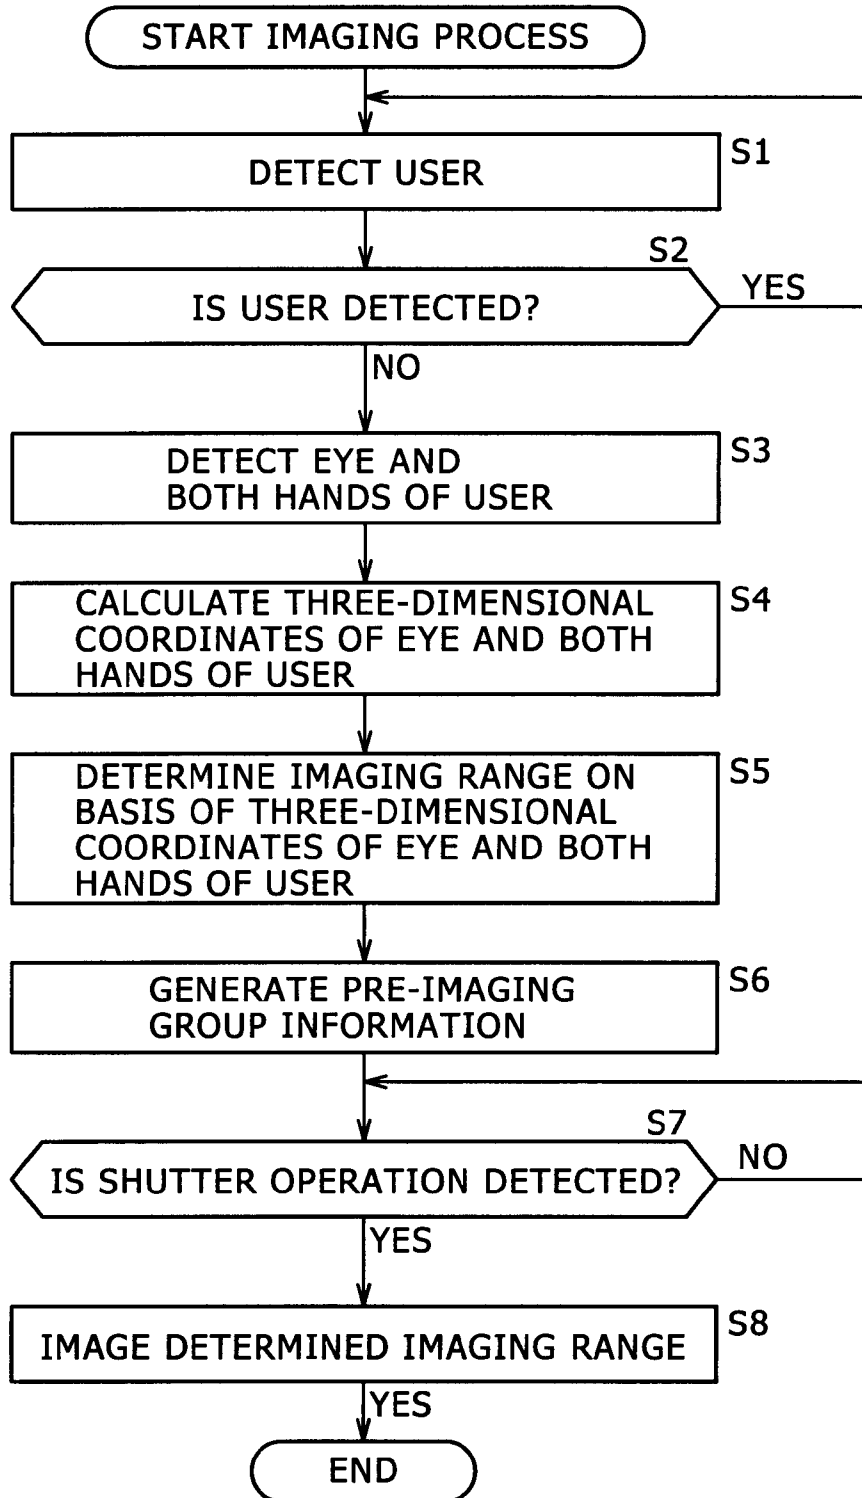 START IMAGING PROCESS
DETECT USER
S1
S2
IS USER DETECTED?
YES
NO
DETECT EYE AND
BOTH HANDS OF USER
S3
CALCULATE THREE-DIMENSIONAL
COORDINATES OF EYE AND BOTH
HANDS OF USER
S4
DETERMINE IMAGING RANGE ON
BASIS OF THREE-DIMENSIONAL
COORDINATES OF EYE AND BOTH
HANDS OF USER
S5
GENERATE PRE-IMAGING
GROUP INFORMATION
S6
S7
IS SHUTTER OPERATION DETECTED?
NO
YES
IMAGE DETERMINED IMAGING RANGE
S8
YES
END